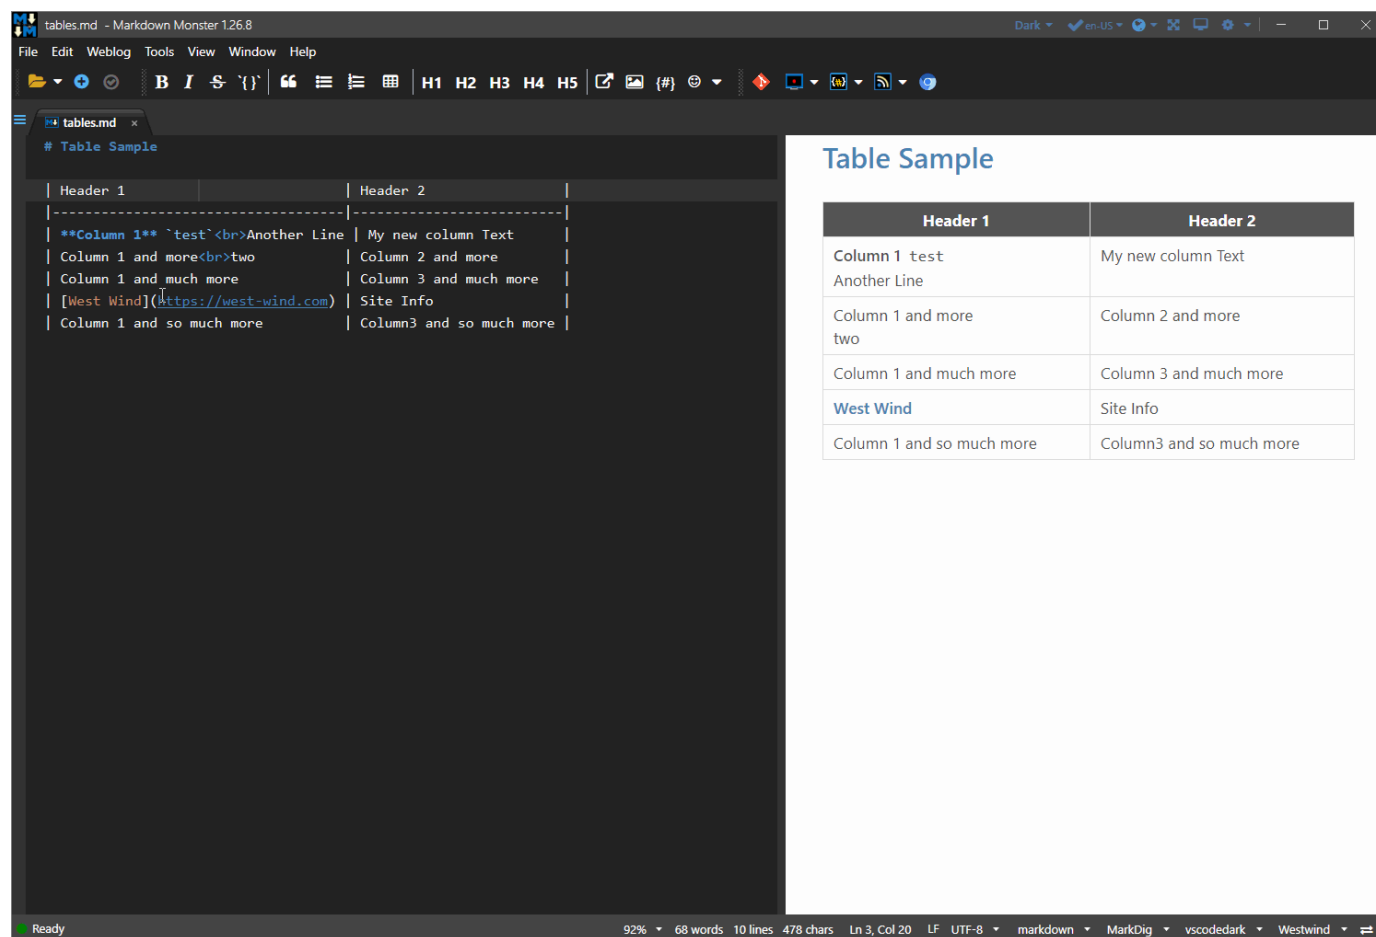 tables.md - Markdown Monster 1.26.8
Dark en-US
File Edit Weblog Tools View Window Help
B I S `{}` H1 H2 H3 H4 H5 {#} {#}
tables.md ×
# Table Sample
| Header 1 | Header 2 |
|------------------------------------|--------------------------|
| **Column 1** `test`<br>Another Line | My new column Text |
| Column 1 and more<br>two | Column 2 and more |
| Column 1 and much more | Column 3 and much more |
| [West Wind](https://west-wind.com) | Site Info |
| Column 1 and so much more | Column3 and so much more |
Table Sample
Header 1 Header 2
Column 1 test My new column Text
Another Line
Column 1 and more Column 2 and more
two
Column 1 and much more Column 3 and much more
West Wind Site Info
Column 1 and so much more Column3 and so much more
Ready 92% 68 words 10 lines 478 chars Ln 3, Col 20 LF UTF-8 markdown MarkDig vscodedark Westwind